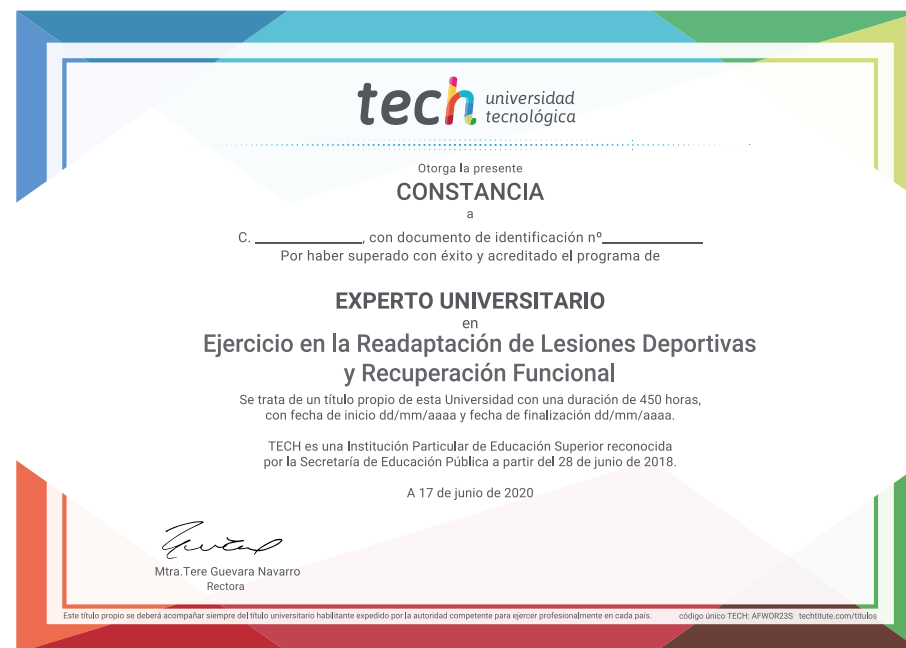 tech universidad
tecnológica
Otorga la presente
CONSTANCIA
a
C. ______________, con documento de identificación nº______________
Por haber superado con éxito y acreditado el programa de
EXPERTO UNIVERSITARIO
en
Ejercicio en la Readaptación de Lesiones Deportivas
y Recuperación Funcional
Se trata de un título propio de esta Universidad con una duración de 450 horas,
con fecha de inicio dd/mm/aaaa y fecha de finalización dd/mm/aaaa.
TECH es una Institución Particular de Educación Superior reconocida
por la Secretaría de Educación Pública a partir del 28 de junio de 2018.
A 17 de junio de 2020
Mtra.Tere Guevara Navarro
Rectora
Este título propio se deberá acompañar siempre del título universitario habilitante expedido por la autoridad competente para ejercer profesionalmente en cada país. código único TECH: AFWOR23S techtitute.com/títulos